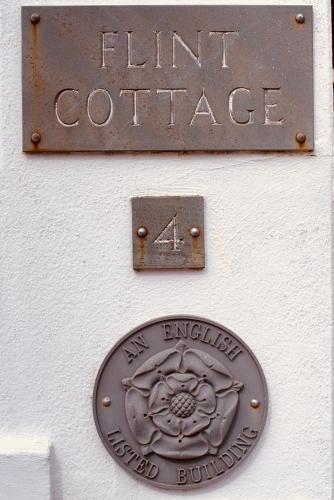 FLINT
COTTAGE
4
AN ENGLISH
LISTED BUILDING